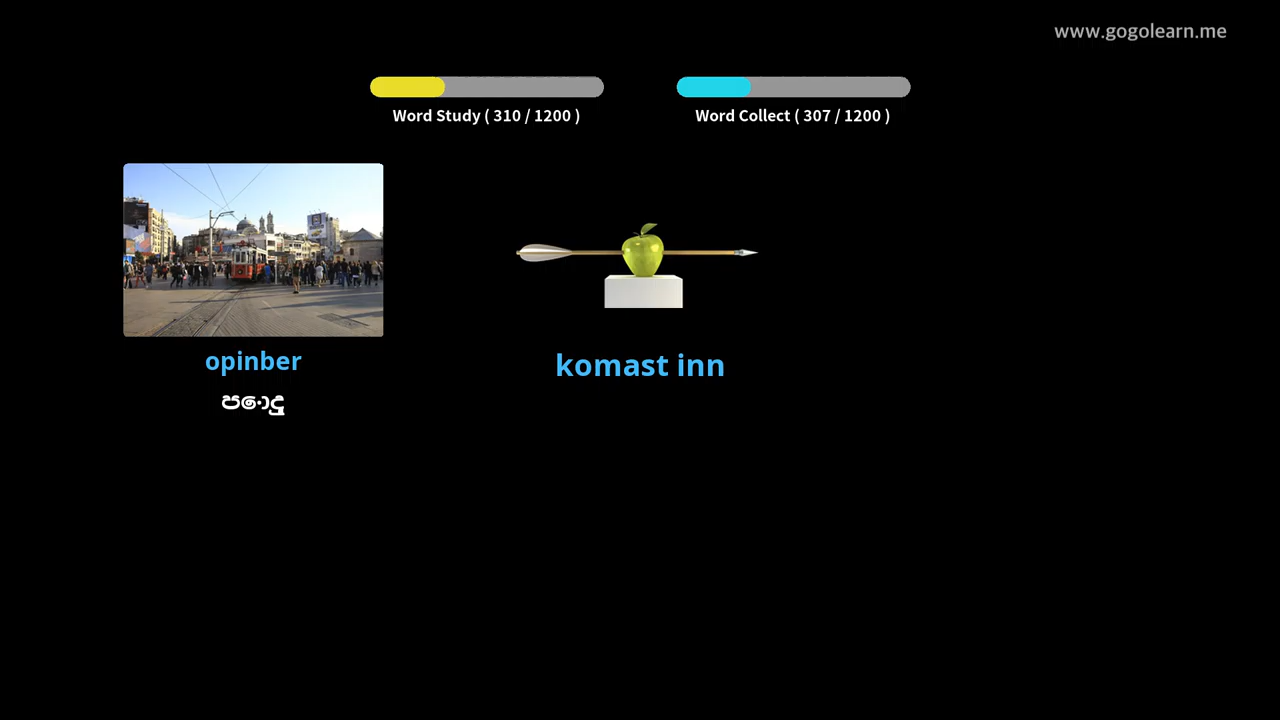 www.gogolearn.me
Word Study ( 310 / 1200 )
Word Collect ( 307 / 1200 )
opinber
පොදු
komast inn